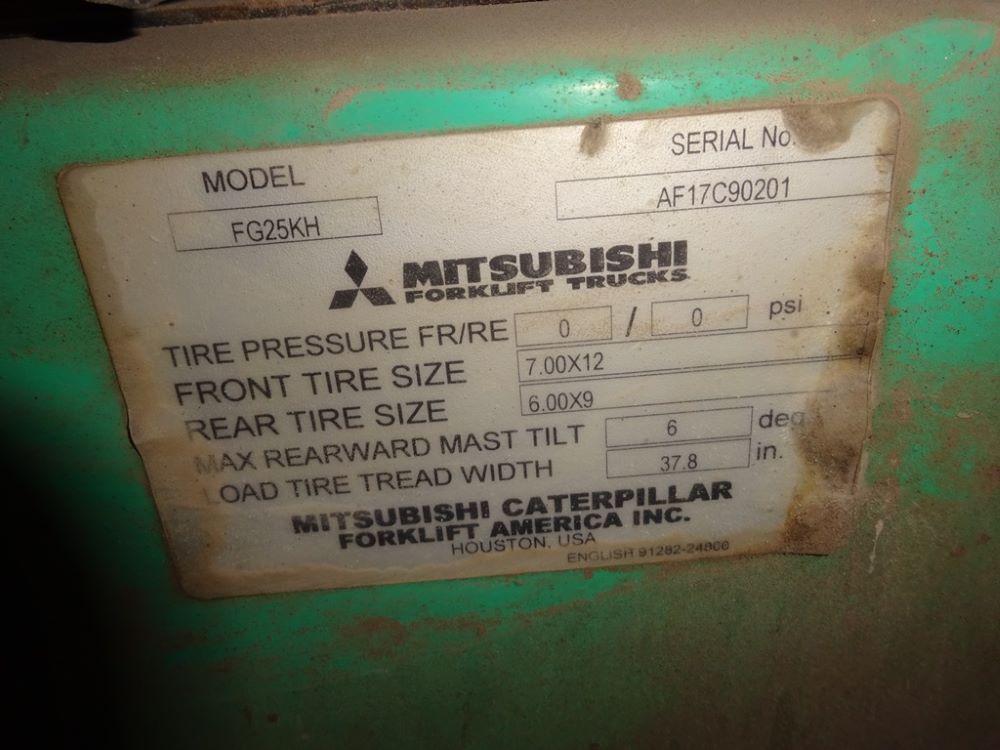 MODEL
SERIAL No.
FG25KH
AF17C90201
MITSUBISHI
FORKLIFT TRUCKS
TIRE PRESSURE FR/RE 0 / 0 psi
FRONT TIRE SIZE 7.00X12
REAR TIRE SIZE 6.00X9
MAX REARWARD MAST TILT 6 deg
LOAD TIRE TREAD WIDTH 37.8 in.
MITSUBISHI CATERPILLAR
FORKLIFT AMERICA INC.
HOUSTON, USA
ENGLISH